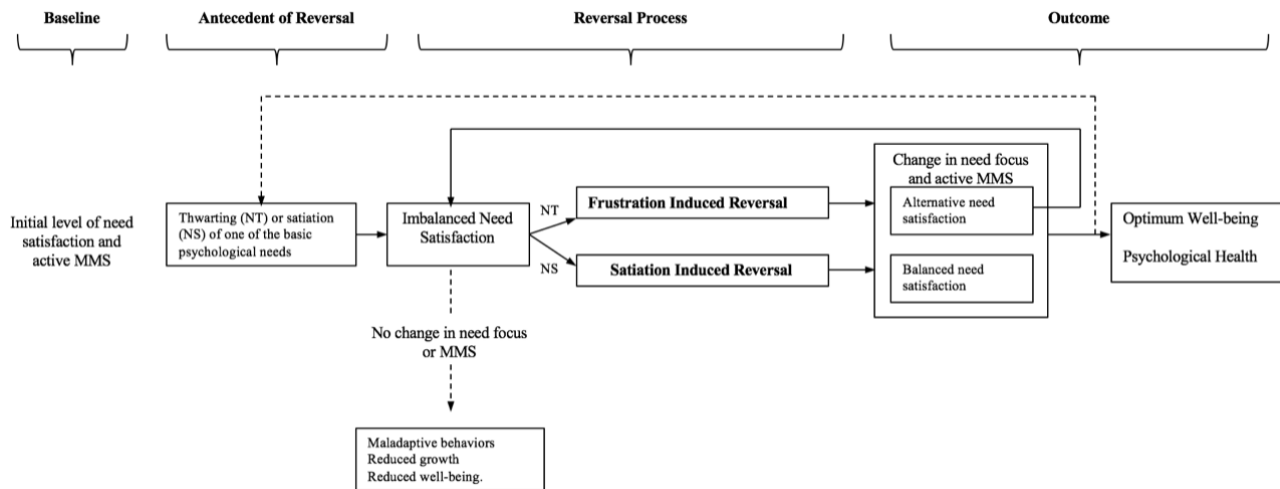 Baseline
Antecedent of Reversal
Reversal Process
Outcome
Initial level of need
satisfaction and
active MMS
Thwarting (NT) or satiation
(NS) of one of the basic
psychological needs
Imbalanced Need
Satisfaction
NT
NS
Frustration Induced Reversal
Satiation Induced Reversal
Change in need focus
and active MMS
Alternative need
satisfaction
Balanced need
satisfaction
Optimum Well-being
Psychological Health
No change in need focus
or MMS
Maladaptive behaviors
Reduced growth
Reduced well-being.